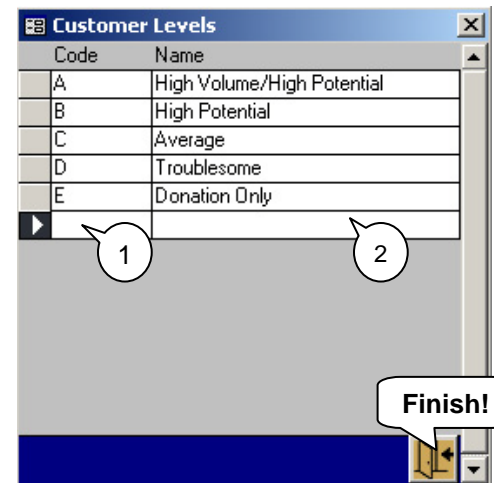 Customer Levels
Code Name
A High Volume/High Potential
B High Potential
C Average
D Troublesome
E Donation Only
1 2
Finish!